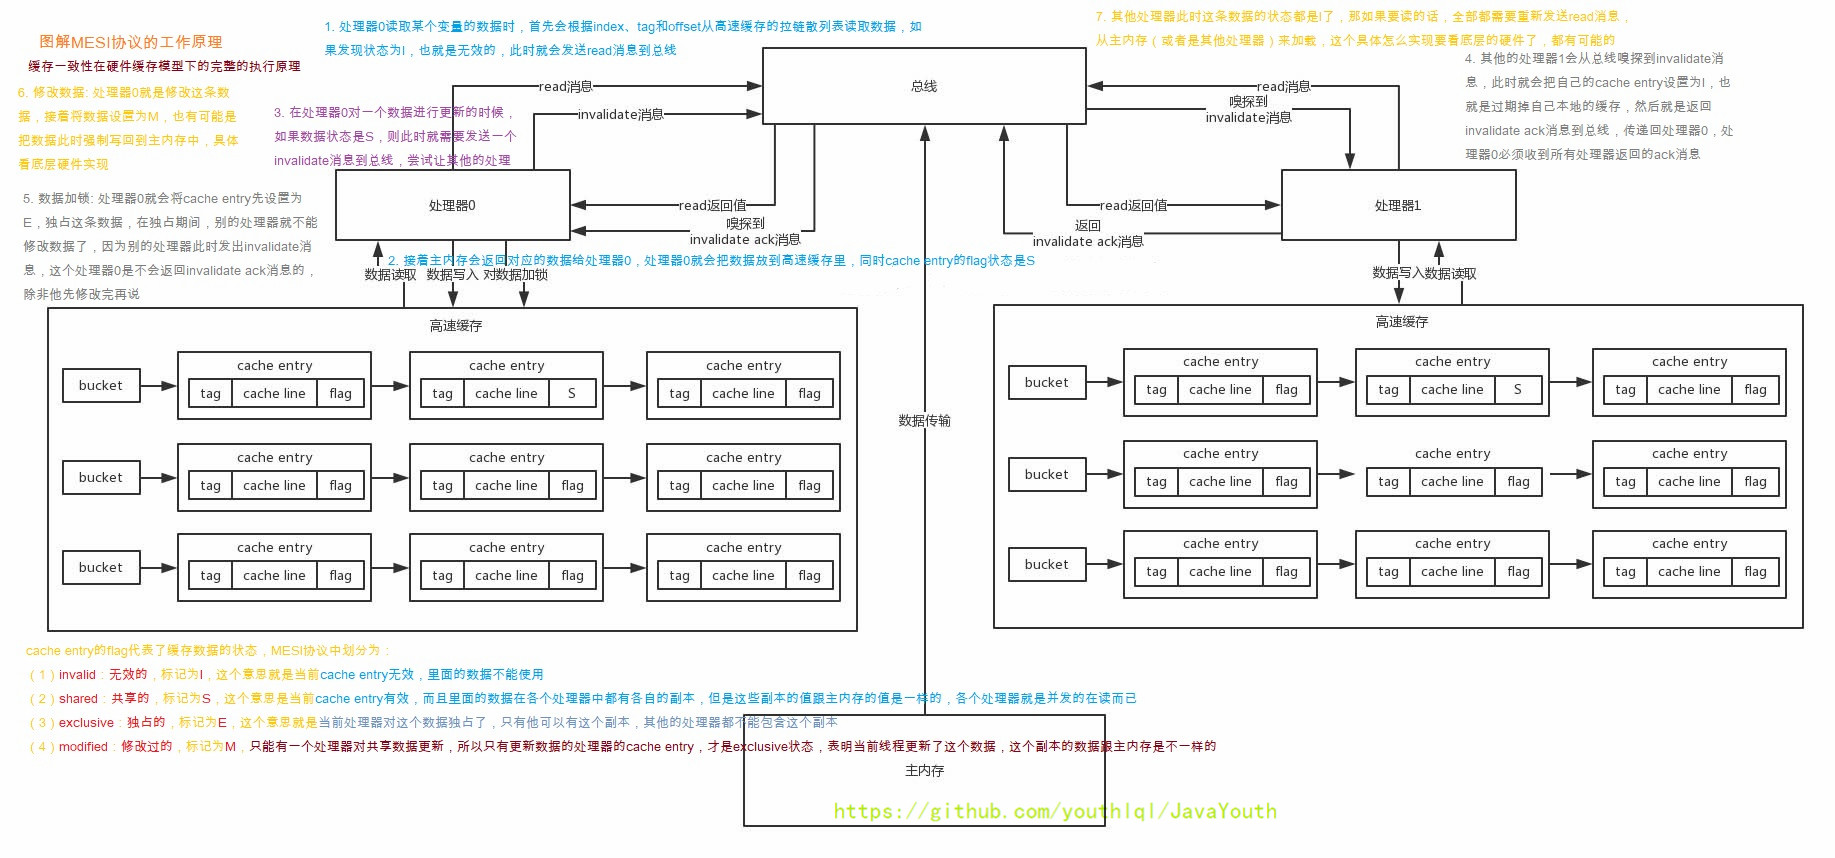 图解MESI协议的工作原理
缓存一致性在硬件缓存模型下的完整的执行原理
1. 处理器0读取某个变量的数据时，首先会根据index、tag和offset从高速缓存的拉链散列表读取数据，如
果发现状态为I，也就是无效的，此时就会发送read消息到总线
7. 其他处理器此时这条数据的状态都是I了，那如果要读的话，全部都需要重新发送read消息，
从主内存（或者是其他处理器）来加载，这个具体怎么实现要看底层的硬件了，都有可能的
6. 修改数据: 处理器0就是修改这条数
据，接着将数据设置为M，也有可能是
把数据此时强制写回到主内存中，具体
看底层硬件实现
3. 在处理器0对一个数据进行更新的时候，
如果数据状态是S，则此时就需要发送一个
invalidate消息到总线，尝试让其他的处理
4. 其他的处理器1会从总线嗅探到invalidate消
息，此时就会把自己的cache entry设置为I，也
就是过期掉自己本地的缓存，然后就是返回
invalidate ack消息到总线，传递回处理器0，处
理器0必须收到所有处理器返回的ack消息
5. 数据加锁: 处理器0就会将cache entry先设置为
E，独占这条数据，在独占期间，别的处理器就不能
修改数据了，因为别的处理器此时发出invalidate消
息，这个处理器0是不会返回invalidate ack消息的，
除非他先修改完再说
read消息
invalidate消息
总线
read消息
嗅探到
invalidate消息
处理器0
read返回值
嗅探到
invalidate ack消息
read返回值
返回
invalidate ack消息
处理器1
2. 接着主内存会返回对应的数据给处理器0，处理器0就会把数据放到高速缓存里，同时cache entry的flag状态是S
数据读取
数据写入
对数据加锁
数据写入
数据读取
数据传输
高速缓存
bucket
cache entry
tag
cache line
flag
cache entry
tag
cache line
S
cache entry
tag
cache line
flag
bucket
cache entry
tag
cache line
flag
cache entry
tag
cache line
flag
cache entry
tag
cache line
flag
bucket
cache entry
tag
cache line
flag
cache entry
tag
cache line
flag
cache entry
tag
cache line
flag
高速缓存
bucket
cache entry
tag
cache line
flag
cache entry
tag
cache line
S
cache entry
tag
cache line
flag
bucket
cache entry
tag
cache line
flag
cache entry
tag
cache line
flag
cache entry
tag
cache line
flag
bucket
cache entry
tag
cache line
flag
cache entry
tag
cache line
flag
cache entry
tag
cache line
flag
cache entry的flag代表了缓存数据的状态，MESI协议中划分为：
（1）invalid：无效的，标记为I，这个意思就是当前cache entry无效，里面的数据不能使用
（2）shared：共享的，标记为S，这个意思是当前cache entry有效，而且里面的数据在各个处理器中都有各自的副本，但是这些副本的值跟主内存的值是一样的，各个处理器就是并发的在读而已
（3）exclusive：独占的，标记为E，这个意思就是当前处理器对这个数据独占了，只有他可以有这个副本，其他的处理器都不能包含这个副本
（4）modified：修改过的，标记为M，只能有一个处理器对共享数据更新，所以只有更新数据的处理器的cache entry，才是exclusive状态，表明当前线程更新了这个数据，这个副本的数据跟主内存是不一样的
主内存
https://github.com/youthlql/JavaYouth